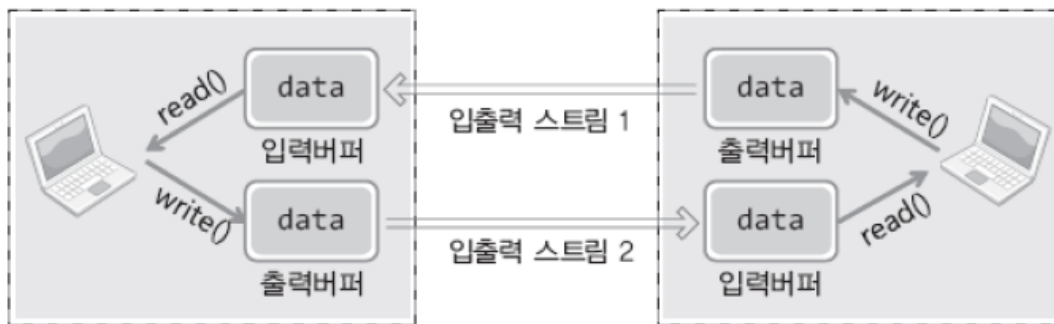 read()
data
입력버퍼
write()
data
출력버퍼
입출력 스트림 1
입출력 스트림 2
data
출력버퍼
write()
data
입력버퍼
read()